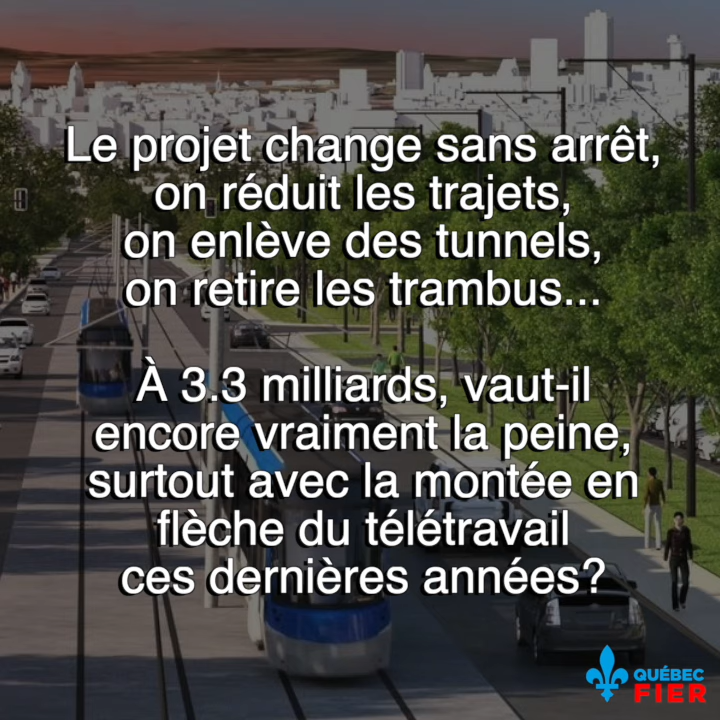 Le projet change sans arrêt,
on réduit les trajets,
on enlève des tunnels,
on retire les trambus...
À 3.3 milliards, vaut-il
encore vraiment la peine,
surtout avec la montée en
flèche du télétravail
ces dernières années?
QUÉBEC
FIER